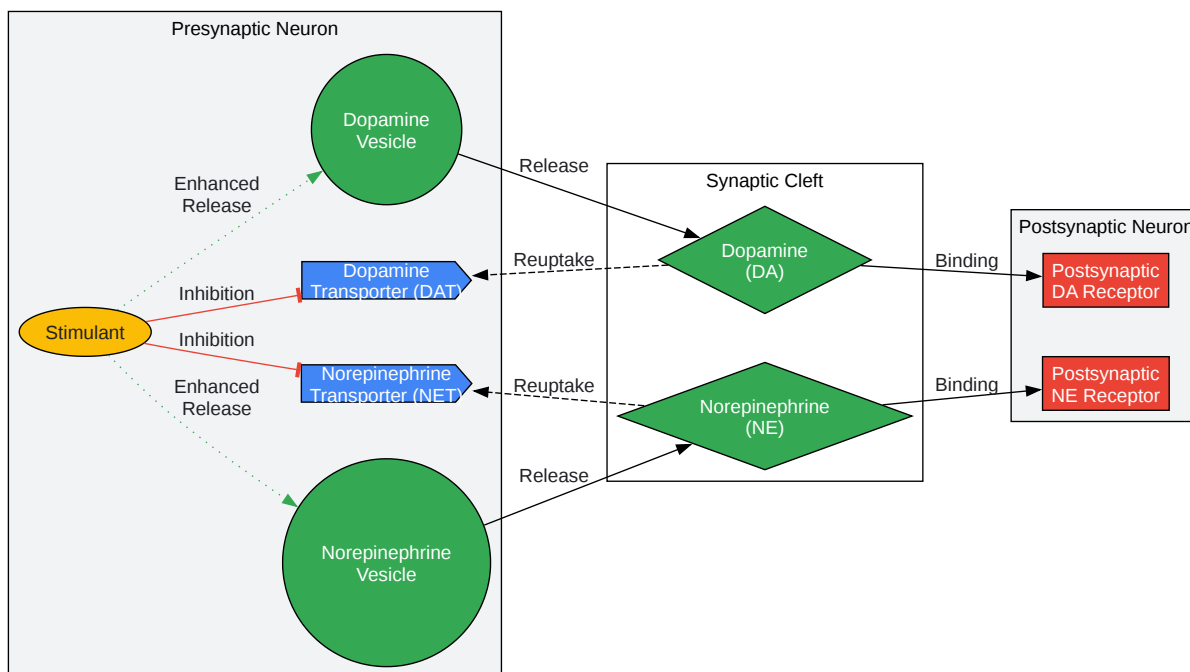 Presynaptic Neuron
Dopamine
Vesicle
Release
Synaptic Cleft
Enhanced
Release
Dopamine
(DA)
Postsynaptic Neuron
Dopamine
Transporter (DAT)
Reuptake
Binding
Postsynaptic
DA Receptor
Inhibition
Stimulant
Inhibition
Norepinephrine
Transporter (NET)
Reuptake
Norepinephrine
(NE)
Binding
Postsynaptic
NE Receptor
Enhanced
Release
Release
Norepinephrine
Vesicle